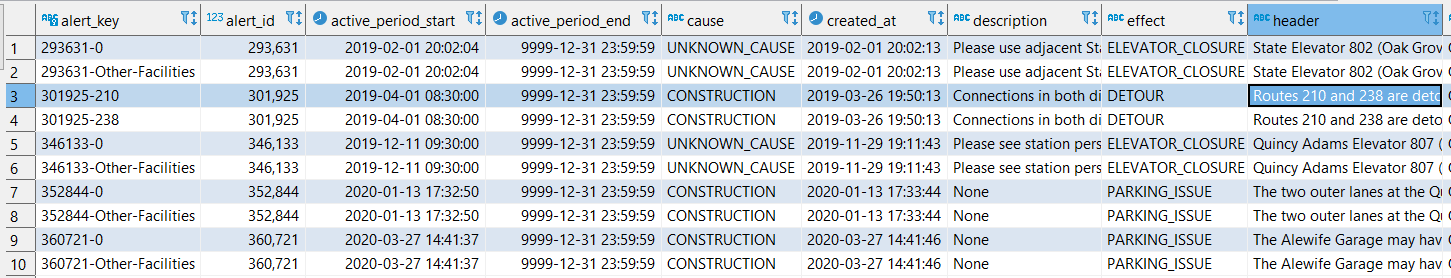 alert_key 123 alert_id active_period_start active_period_end ABC cause created_at ABC description ABC effect ABC header
1 293631-0 293,631 2019-02-01 20:02:04 9999-12-31 23:59:59 UNKNOWN_CAUSE 2019-02-01 20:02:13 Please use adjacent Sta ELEVATOR_CLOSURE State Elevator 802 (Oak Grov
2 293631-Other-Facilities 293,631 2019-02-01 20:02:04 9999-12-31 23:59:59 UNKNOWN_CAUSE 2019-02-01 20:02:13 Please use adjacent Sta ELEVATOR_CLOSURE State Elevator 802 (Oak Grov
3 301925-210 301,925 2019-04-01 08:30:00 9999-12-31 23:59:59 CONSTRUCTION 2019-03-26 19:50:13 Connections in both di DETOUR Routes 210 and 238 are deto
4 301925-238 301,925 2019-04-01 08:30:00 9999-12-31 23:59:59 CONSTRUCTION 2019-03-26 19:50:13 Connections in both di DETOUR Routes 210 and 238 are deto
5 346133-0 346,133 2019-12-11 09:30:00 9999-12-31 23:59:59 UNKNOWN_CAUSE 2019-11-29 19:11:43 Please see station pers ELEVATOR_CLOSURE Quincy Adams Elevator 807 (
6 346133-Other-Facilities 346,133 2019-12-11 09:30:00 9999-12-31 23:59:59 UNKNOWN_CAUSE 2019-11-29 19:11:43 Please see station pers ELEVATOR_CLOSURE Quincy Adams Elevator 807 (
7 352844-0 352,844 2020-01-13 17:32:50 9999-12-31 23:59:59 CONSTRUCTION 2020-01-13 17:33:44 None PARKING_ISSUE The two outer lanes at the Qu
8 352844-Other-Facilities 352,844 2020-01-13 17:32:50 9999-12-31 23:59:59 CONSTRUCTION 2020-01-13 17:33:44 None PARKING_ISSUE The two outer lanes at the Qu
9 360721-0 360,721 2020-03-27 14:41:37 9999-12-31 23:59:59 CONSTRUCTION 2020-03-27 14:41:46 None PARKING_ISSUE The Alewife Garage may hav
10 360721-Other-Facilities 360,721 2020-03-27 14:41:37 9999-12-31 23:59:59 CONSTRUCTION 2020-03-27 14:41:46 None PARKING_ISSUE The Alewife Garage may hav